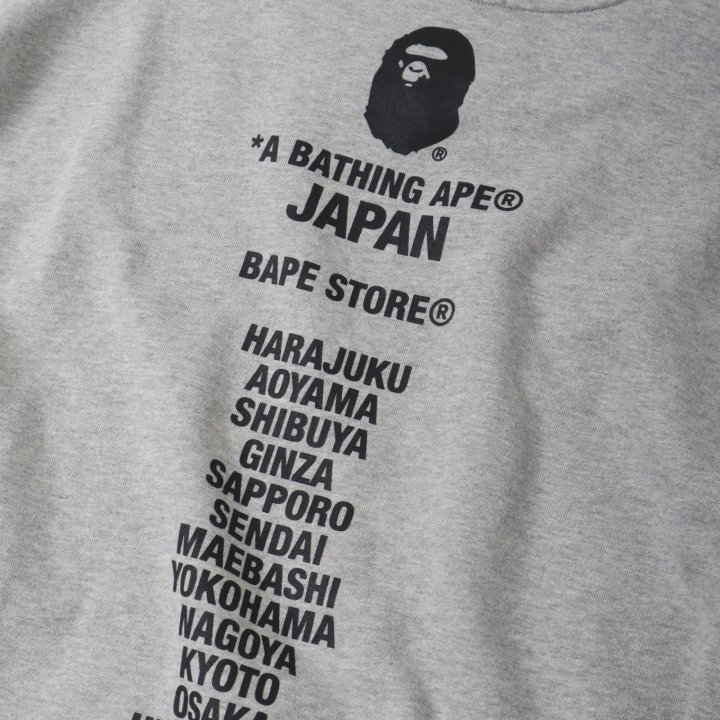 ®
*A BATHING APE®
JAPAN
BAPE STORE®
HARAJUKU
AOYAMA
SHIBUYA
GINZA
SAPPORO
SENDAI
MAEBASHI
YOKOHAMA
NAGOYA
KYOTO
OSAKA